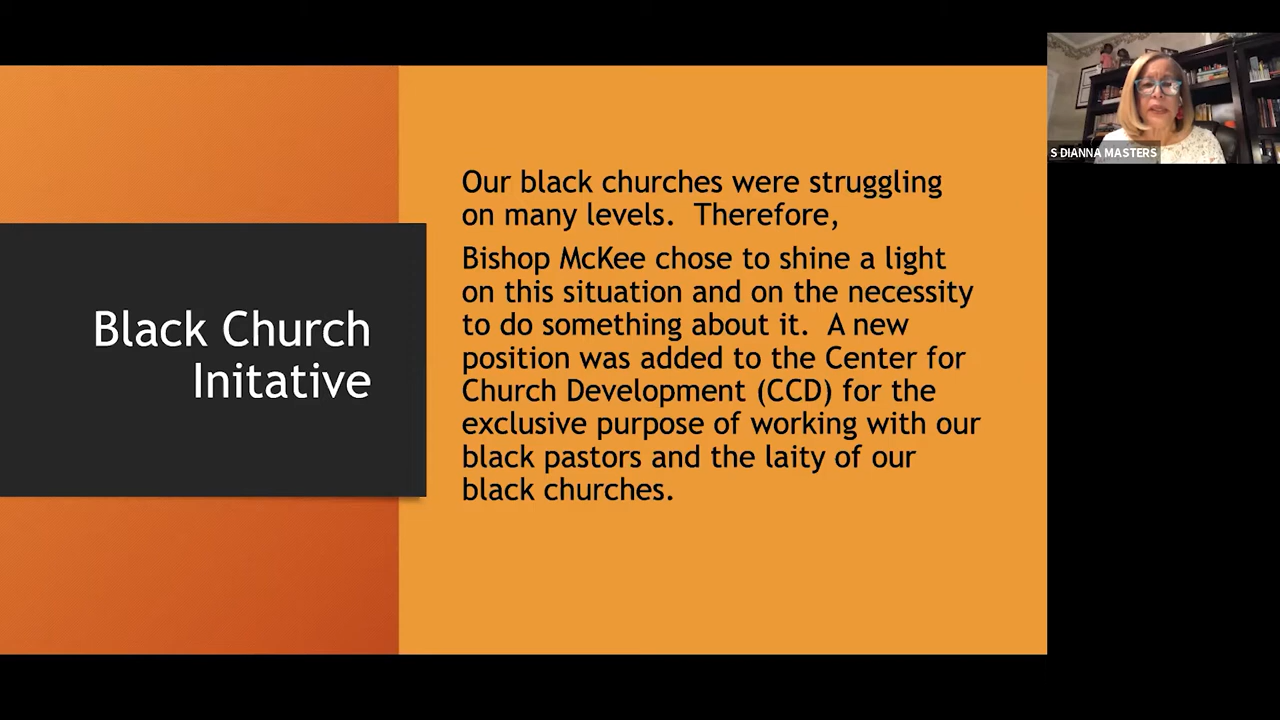 Black Church
Initative
Our black churches were struggling
on many levels.  Therefore,
Bishop McKee chose to shine a light
on this situation and on the necessity
to do something about it.  A new
position was added to the Center for
Church Development (CCD) for the
exclusive purpose of working with our
black pastors and the laity of our
black churches.
S DIANNA MASTERS